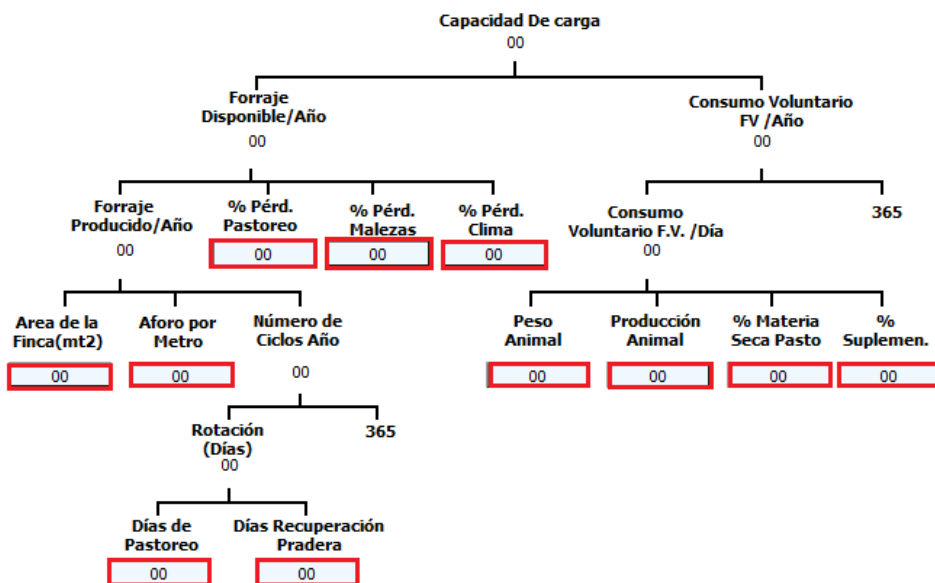 Capacidad De carga
00
Forraje
Disponible/Año
00
Consumo Voluntario
FV /Año
00
Forraje
Producido/Año
00
% Pérd.
Pastoreo
00
% Pérd.
Malezas
00
% Pérd.
Clima
00
Consumo
Voluntario F.V. /Día
00
365
Area de la
Finca(mt2)
00
Aforo por
Metro
00
Número de
Ciclos Año
00
Peso
Animal
00
Producción
Animal
00
% Materia
Seca Pasto
00
%
Suplemen.
00
Rotación
(Días)
00
365
Días de
Pastoreo
00
Días Recuperación
Pradera
00